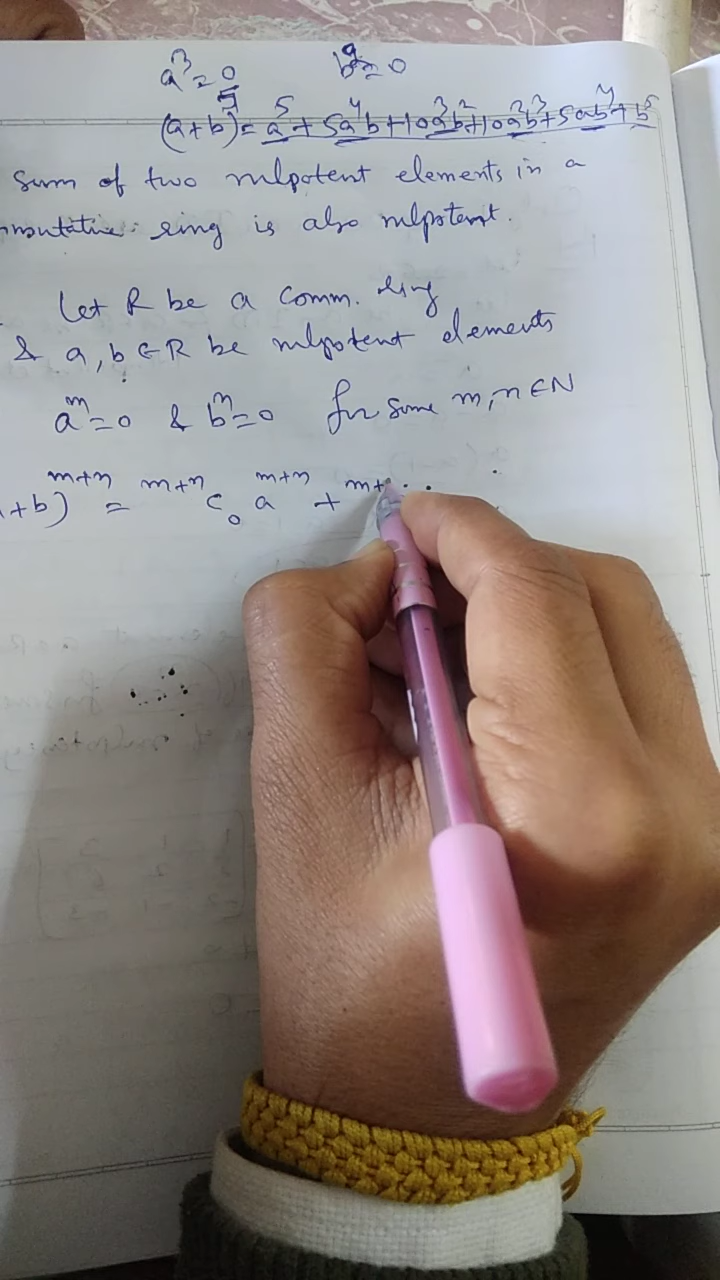 a³=0 b²=0
(a+b)⁵= a⁵ + 5a⁴b+10a³b²+10a²b³+5ab⁴+b⁵
Sum of two nilpotent elements in a
mmutative ring is also nilpotent.
Let R be a Comm. ring
& a, b ∈ R be nilpotent elements
aᵐ=0 & bⁿ=0 for some m, n ∈ N
+b)ᵐ⁺ⁿ = ᵐ⁺ⁿC₀ aᵐ⁺ⁿ + ᵐ⁺